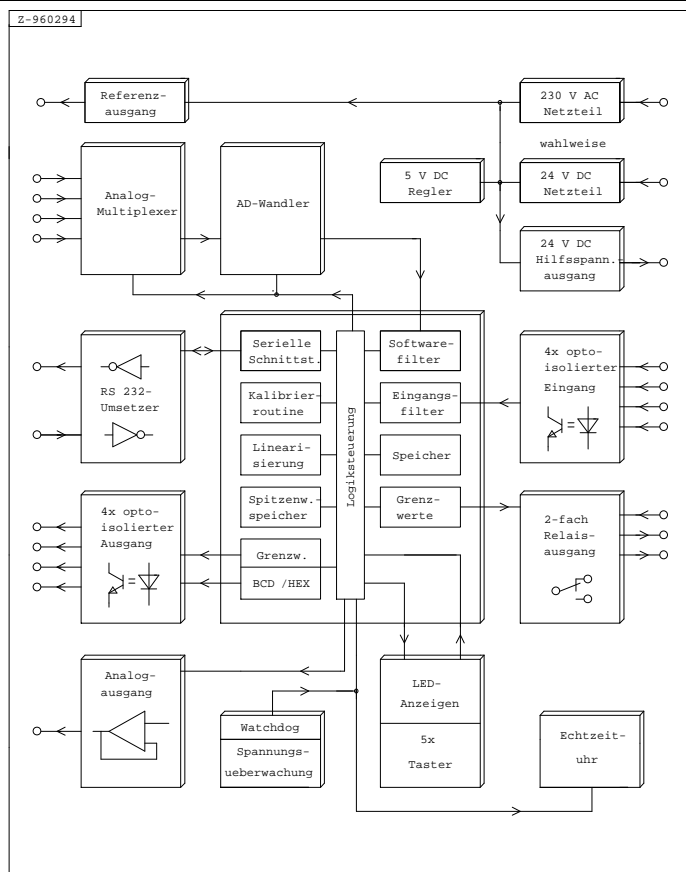 Z-960294
Referenz-
ausgang
230 V AC
Netzteil
wahlweise
Analog-
Multiplexer
AD-Wandler
5 V DC
Regler
24 V DC
Netzteil
24 V DC
Hilfsspann.-
ausgang
RS 232-
Umsetzer
Serielle
Schnittst.
Kalibrier-
routine
Lineari-
sierung
Spitzenw.-
speicher
Grenzw.
BCD /HEX
Logiksteuerung
Software-
filter
Eingangs-
filter
Speicher
Grenz-
werte
4x opto-
isolierter
Eingang
4x opto-
isolierter
Ausgang
2-fach
Relais-
ausgang
Analog-
ausgang
Watchdog
Spannungs-
ueberwachung
LED-
Anzeigen
5x
Taster
Echtzeit-
uhr